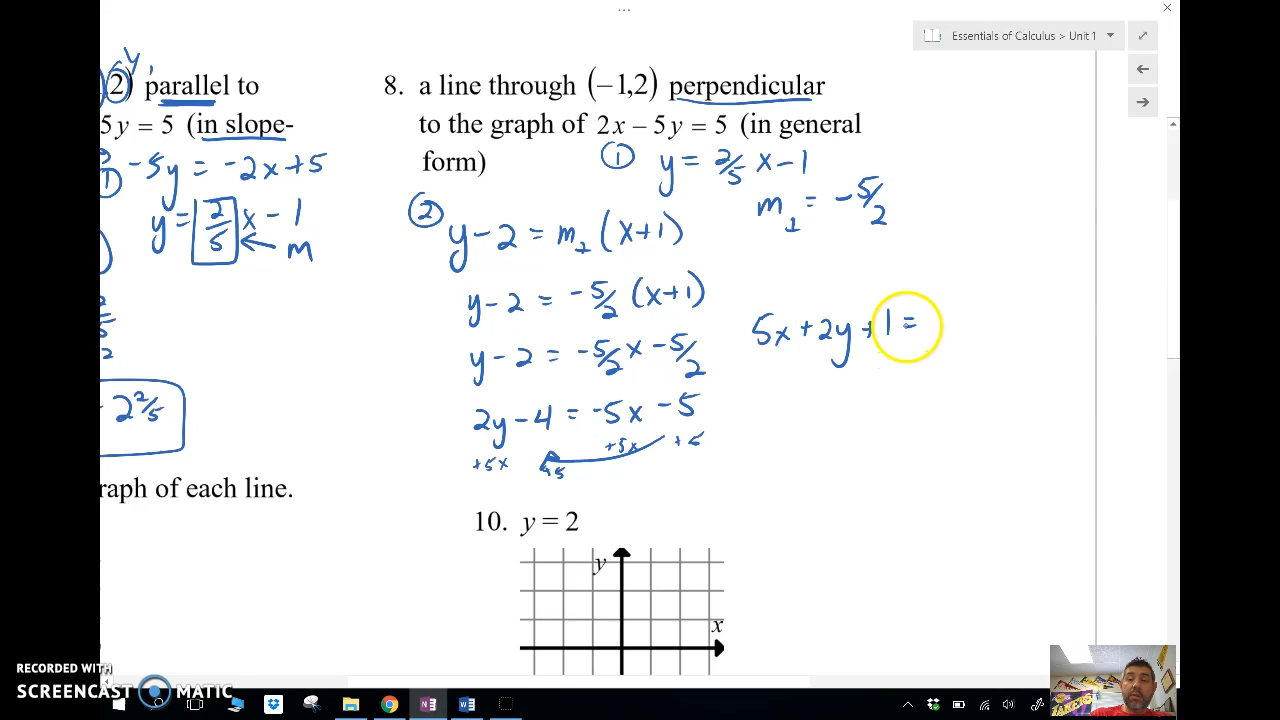 Essentials of Calculus > Unit 1
2) y, parallel to
5y = 5 (in slope-
-5y = -2x+5
y = 2/5 x - 1
m
2 2/5
raph of each line.
8. a line through (−1,2) perpendicular
to the graph of 2x − 5y = 5 (in general
form)
① y = 2/5 x - 1
m⊥ = -5/2
② y - 2 = m⊥ (x+1)
y - 2 = -5/2 (x+1)
y - 2 = -5/2 x - 5/2
2y - 4 = -5x - 5
+5x +5
+5x +5
5x + 2y + 1 =
10. y = 2
y
x
RECORDED WITH
SCREENCAST MATIC